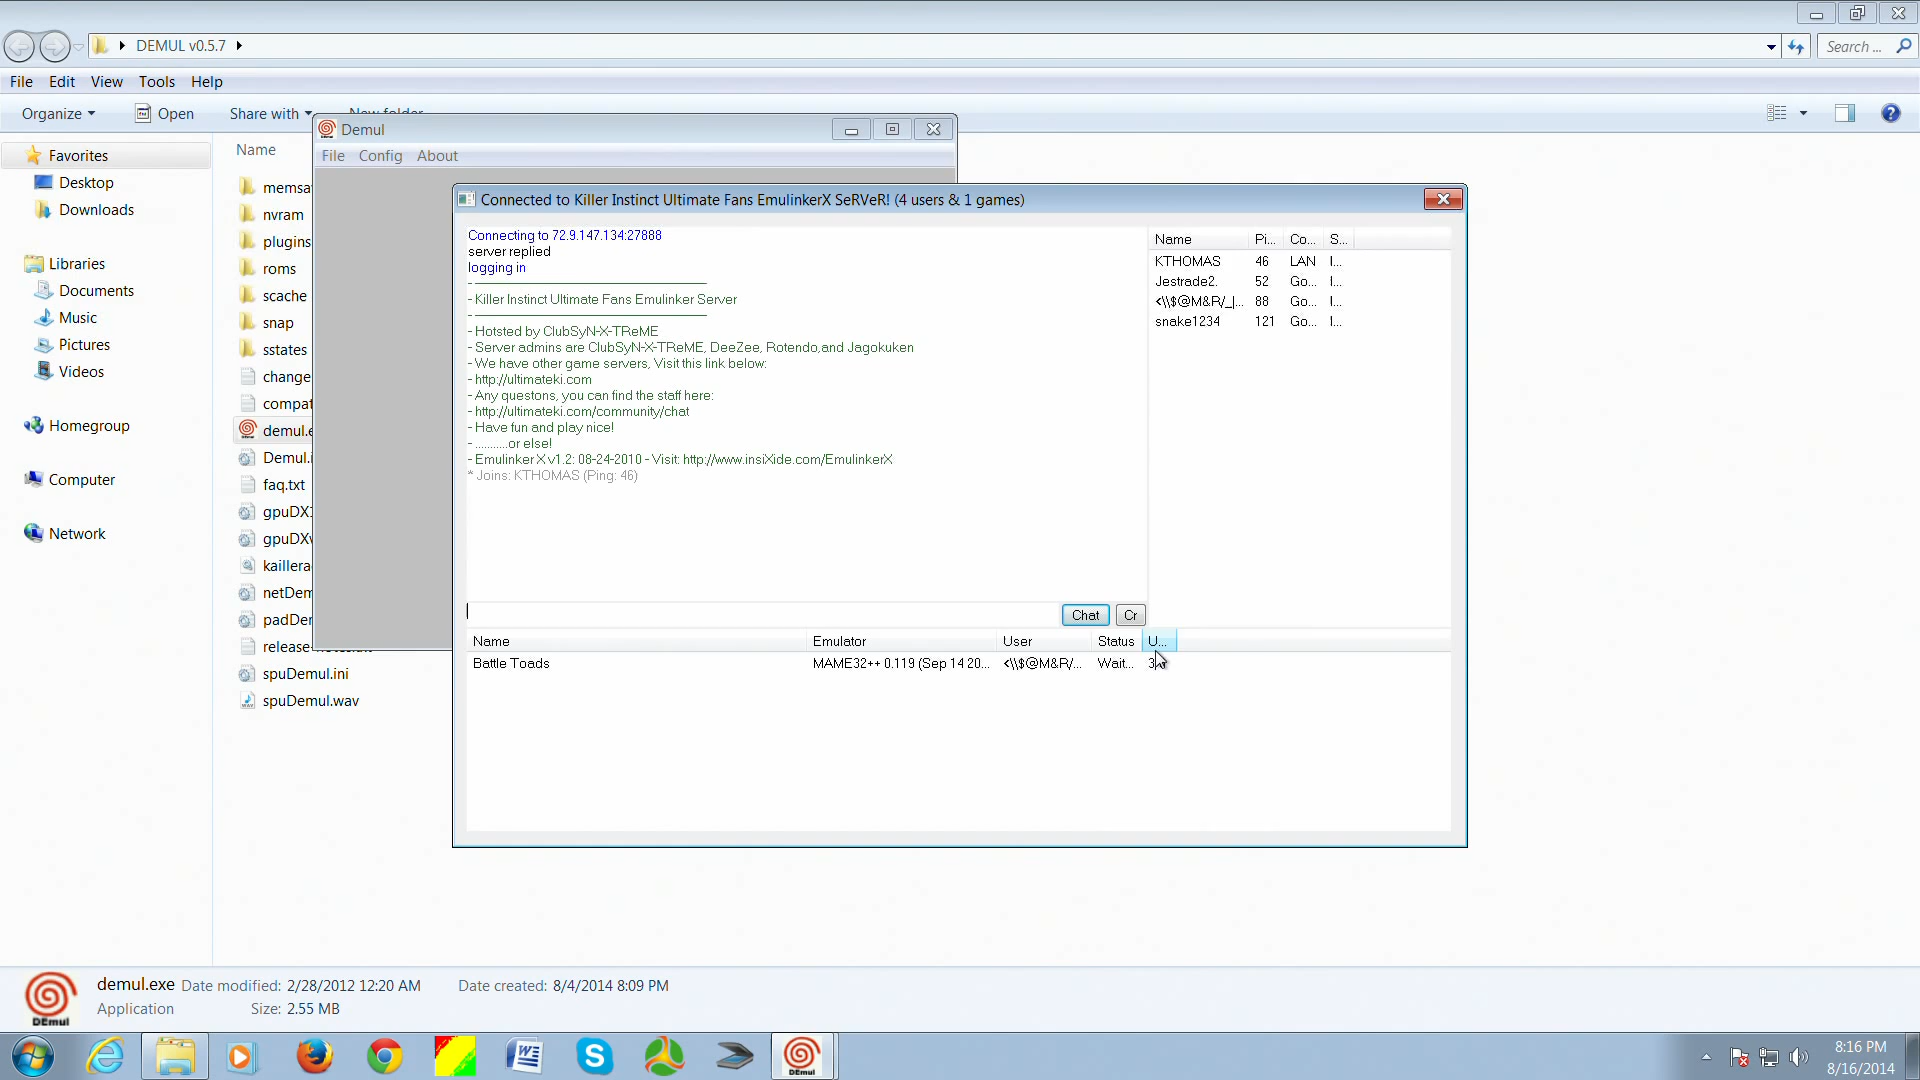 DEMUL v0.5.7
Search ...
File Edit View Tools Help
Organize Open Share with New folder
Favorites
Desktop
Downloads
Libraries
Documents
Music
Pictures
Videos
Homegroup
Computer
Network
Name
memsa
nvram
plugins
roms
scache
snap
sstates
change
compat
demul.e
Demul.i
faq.txt
gpuDX1
gpuDXv
kaillera
netDem
padDer
release-notes.txt
spuDemul.ini
spuDemul.wav
Demul
File Config About
Connected to Killer Instinct Ultimate Fans EmulinkerX SeRVeR! (4 users & 1 games)
Connecting to 72.9.147.134:27888
server replied
logging in
- Killer Instinct Ultimate Fans Emulinker Server
- Hotsted by ClubSyN-X-TReME
- Server admins are ClubSyN-X-TReME, DeeZee, Rotendo,and Jagokuken
- We have other game servers, Visit this link below:
- http://ultimateki.com
- Any questons, you can find the staff here:
- http://ultimateki.com/community/chat
- Have fun and play nice!
- ...........or else!
- Emulinker X v1.2: 08-24-2010 - Visit: http://www.insiXide.com/EmulinkerX
* Joins: KTHOMAS (Ping: 46)
Name Pi... Co... S...
KTHOMAS 46 LAN I...
Jestrade2. 52 Go... I...
<\\$@M&R/_|... 88 Go... I...
snake1234 121 Go... I...
Chat Cr
Name Emulator User Status U...
Battle Toads MAME32++ 0.119 (Sep 14 20... <\\$@M&R/... Wait...
demul.exe Date modified: 2/28/2012 12:20 AM Date created: 8/4/2014 8:09 PM
Application Size: 2.55 MB
DEmul
DEmul
8:16 PM
8/16/2014